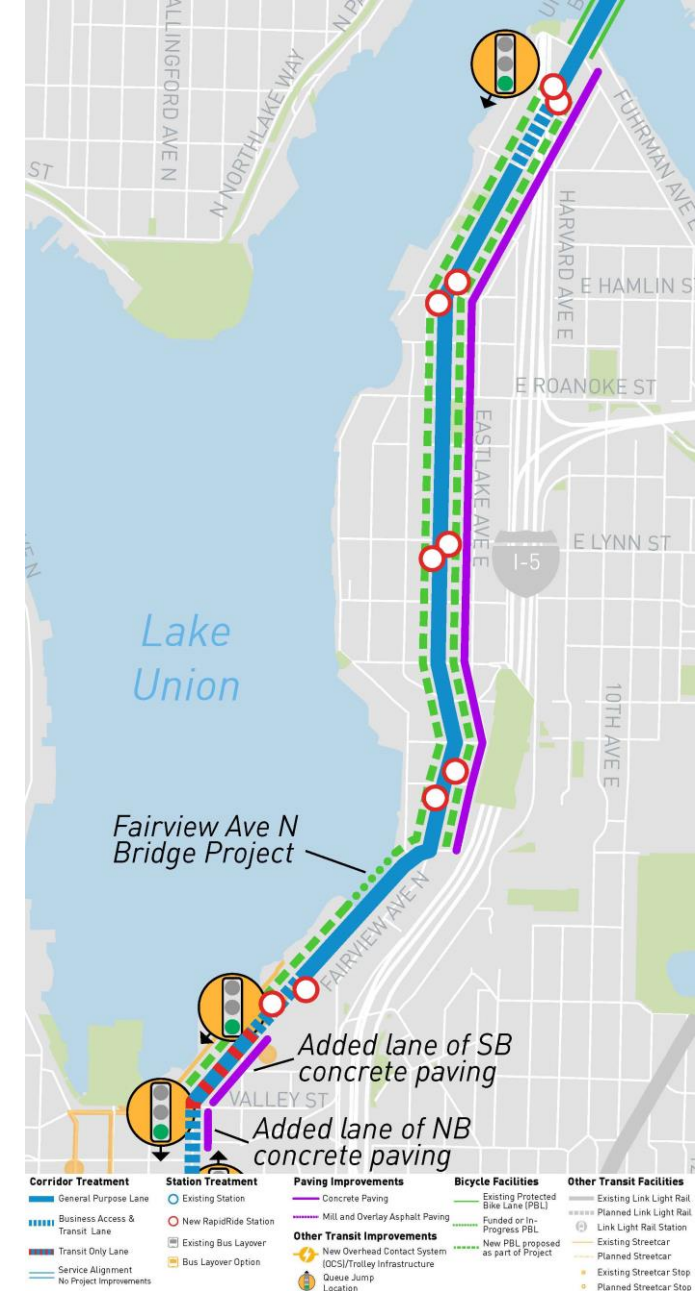 ALLINGFORD AVE N
N PA
N NORTHLAKE WAY
ST
FUHRMAN AVE E
HARVARD AVE E
E HAMLIN S
E ROANOKE ST
EASTLAKE AVE E
I-5
E LYNN ST
Lake
Union
10TH AVE E
VE N
Fairview Ave N
Bridge Project
FAIRVIEW AVE N
Added lane of SB
concrete paving
VALLEY ST
Added lane of NB
concrete paving
Corridor Treatment
General Purpose Lane
Business Access &
Transit Lane
Transit Only Lane
Service Alignment
No Project Improvements
Station Treatment
Existing Station
New RapidRide Station
Existing Bus Layover
Bus Layover Option
Paving Improvements
Concrete Paving
Mill and Overlay Asphalt Paving
Other Transit Improvements
New Overhead Contact System
(OCS)/Trolley Infrastructure
Queue Jump
Location
Bicycle Facilities
Existing Protected
Bike Lane (PBL)
Funded or In-
Progress PBL
New PBL proposed
as part of Project
Other Transit Facilities
Existing Link Light Rail
Planned Link Light Rail
Link Light Rail Station
Existing Streetcar
Planned Streetcar
Existing Streetcar Stop
Planned Streetcar Stop